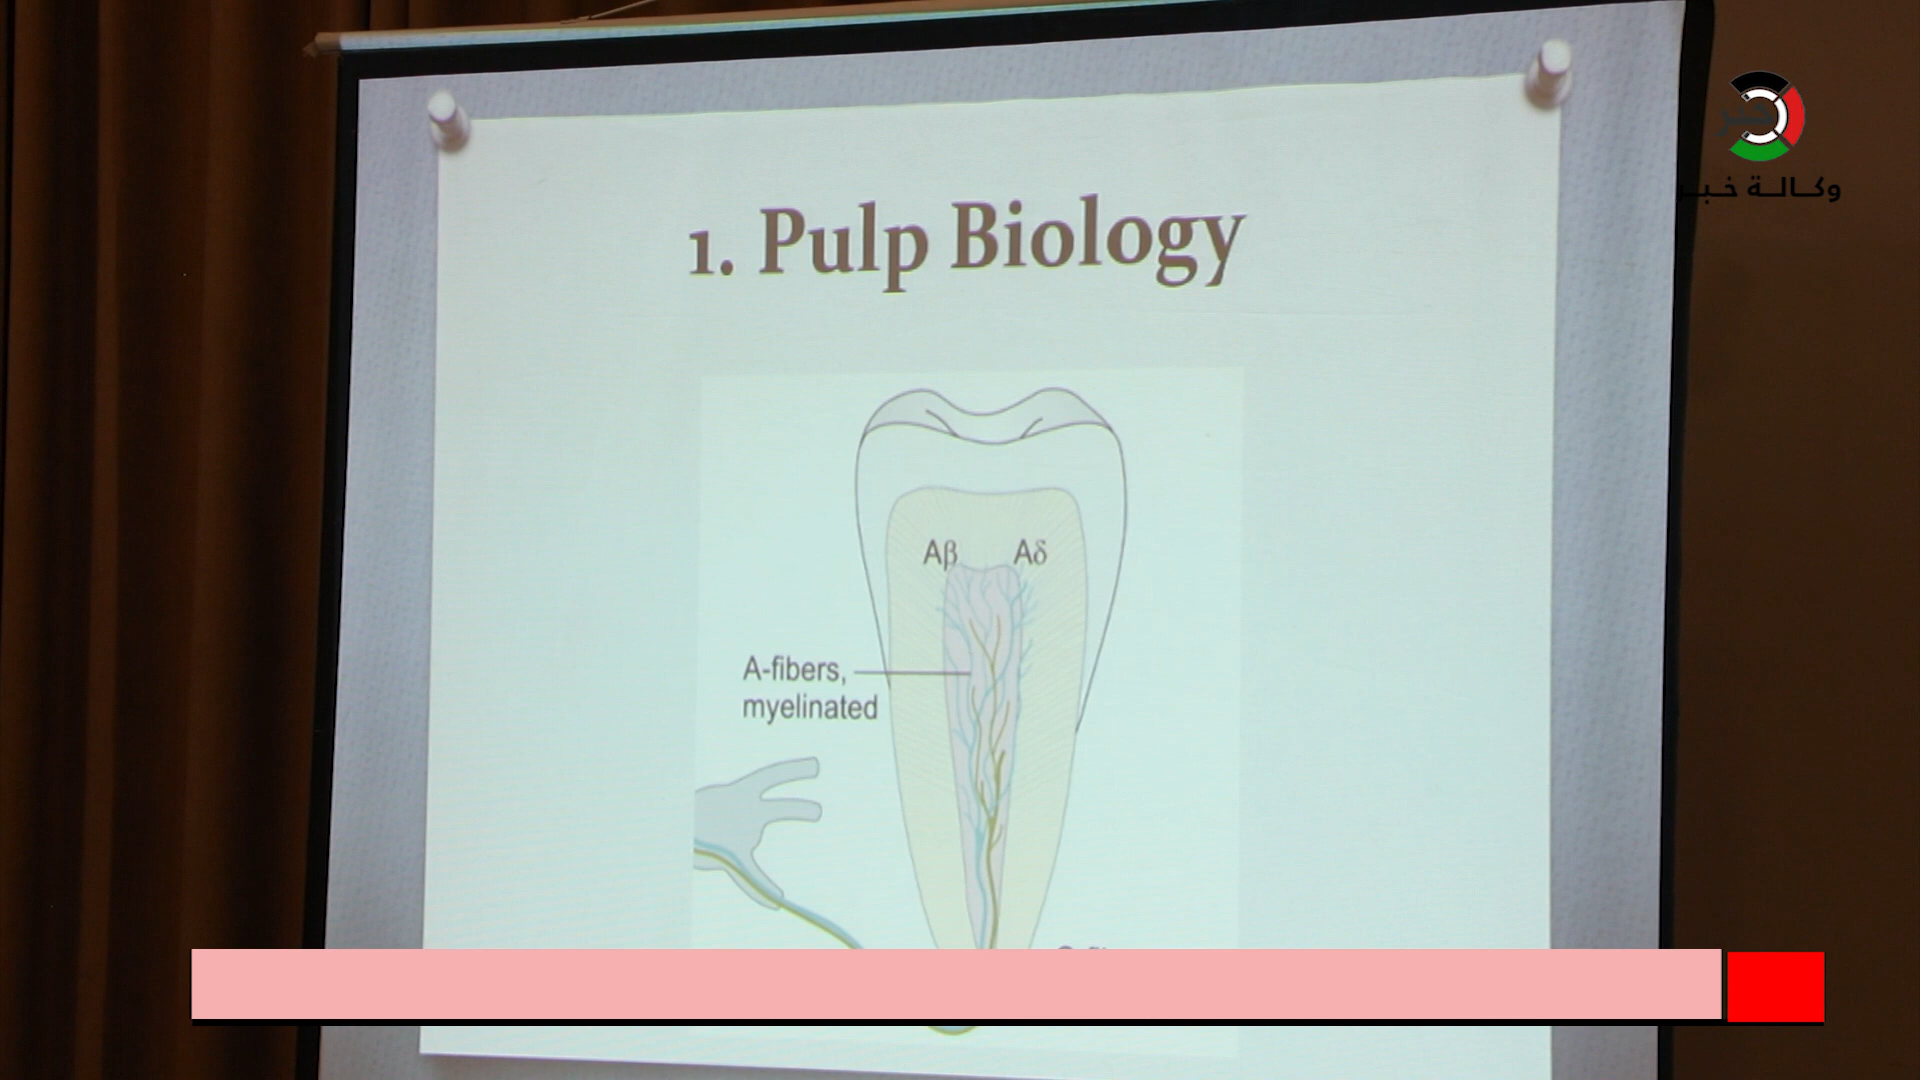 1. Pulp Biology
Aβ Aδ
A-fibers,
myelinated
وكالة خبر